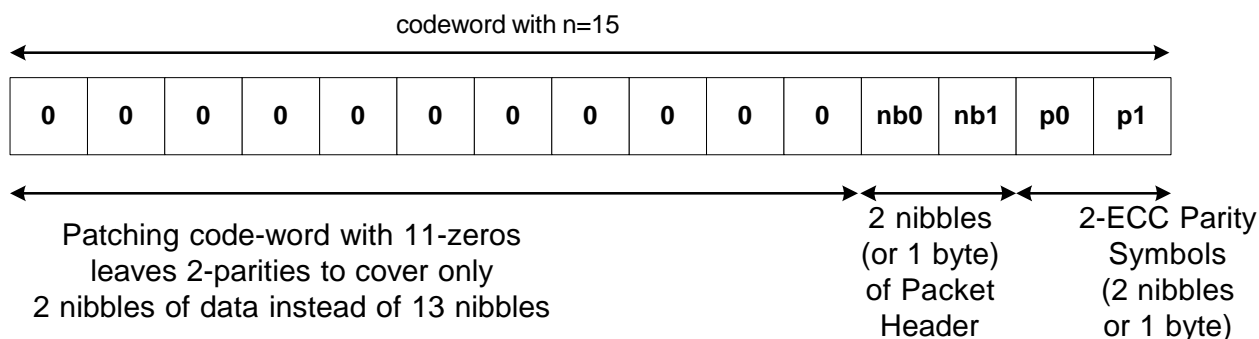 codeword with n=15
0 0 0 0 0 0 0 0 0 0 0 nb0 nb1 p0 p1
Patching code-word with 11-zeros
leaves 2-parities to cover only
2 nibbles of data instead of 13 nibbles
2 nibbles
(or 1 byte)
of Packet
Header
2-ECC Parity
Symbols
(2 nibbles
or 1 byte)